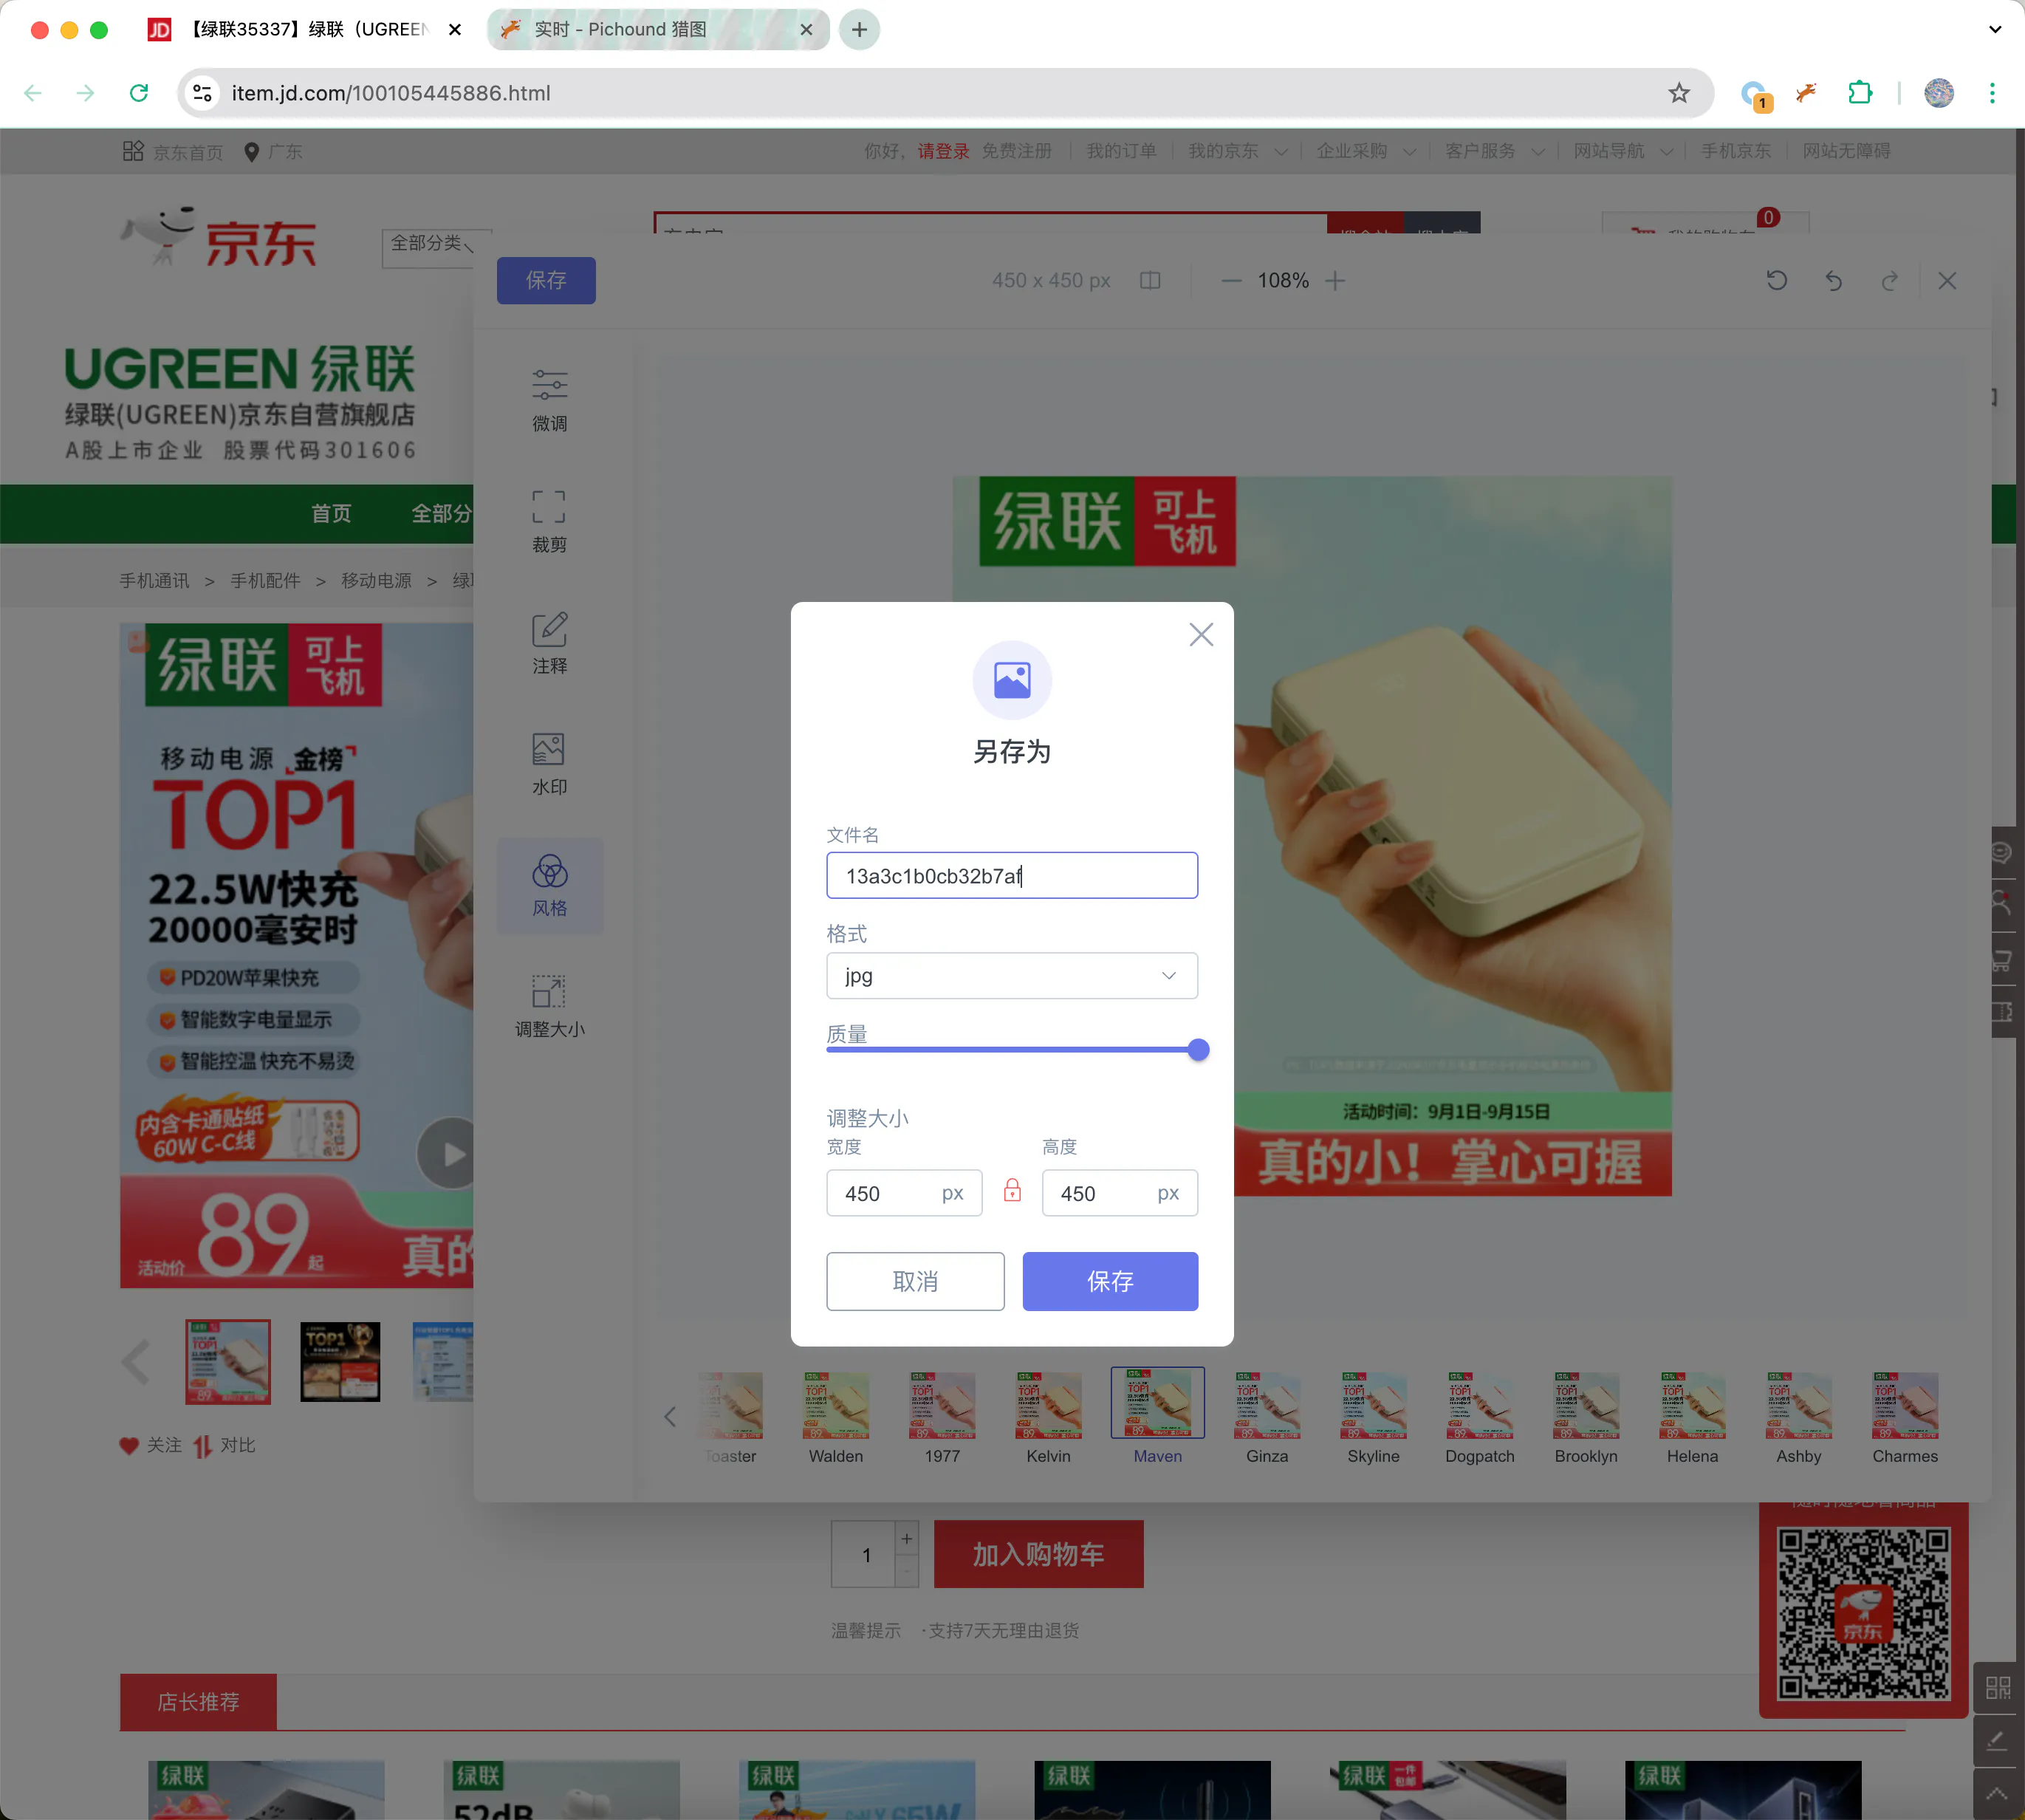 【绿联35337】绿联（UGREEN
实时 - Pichound 猎图
item.jd.com/100105445886.html
1
京东首页
广东
你好，请登录 免费注册
我的订单
我的京东
企业采购
客户服务
网站导航
手机京东
网站无障碍
京东
全部分类
0
保存
450 x 450 px
108%
UGREEN 绿联
绿联(UGREEN)京东自营旗舰店
A股上市企业 股票代码301606
首页
全部分
手机通讯 > 手机配件 > 移动电源 >
微调
裁剪
注释
水印
风格
调整大小
绿联
可上
飞机
移动电源 金榜
TOP1
22.5W快充
20000毫安时
PD20W苹果快充
智能数字电量显示
智能控温 快充不易烫
内含卡通贴纸
60W C-C线
活动价 89 起
真的
绿联
可上
飞机
活动时间：9月1日-9月15日
真的小！掌心可握
另存为
文件名
13a3c1b0cb32b7af
格式
jpg
质量
调整大小
宽度
高度
450 px
450 px
取消
保存
关注
对比
Toaster
Walden
1977
Kelvin
Maven
Ginza
Skyline
Dogpatch
Brooklyn
Helena
Ashby
Charmes
1
+
-
加入购物车
温馨提示 ·支持7天无理由退货
京东
店长推荐
绿联
绿联
52dB
绿联
65W
绿联
绿联
一件
包邮
绿联